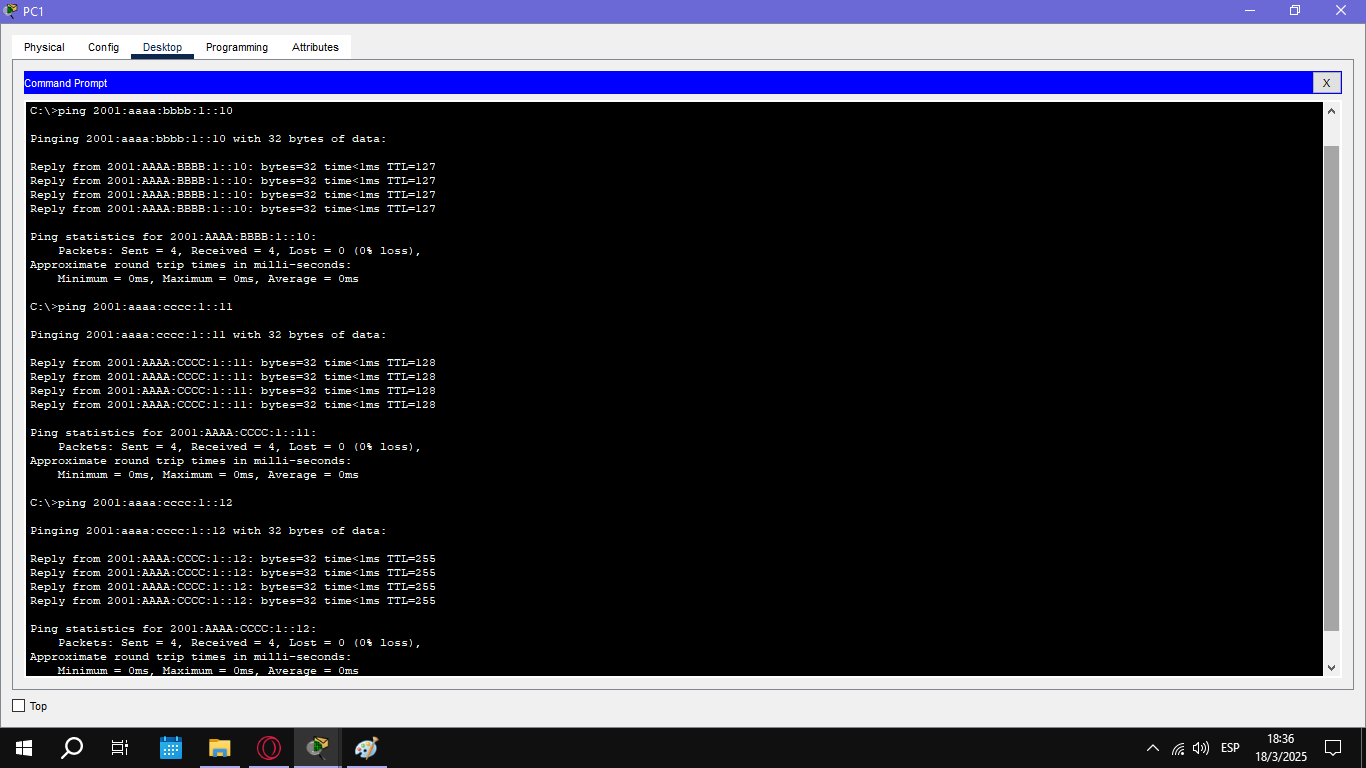 PC1
Physical Config Desktop Programming Attributes
Command Prompt X
C:\>ping 2001:aaaa:bbbb:1::10
Pinging 2001:aaaa:bbbb:1::10 with 32 bytes of data:
Reply from 2001:AAAA:BBBB:1::10: bytes=32 time<1ms TTL=127
Reply from 2001:AAAA:BBBB:1::10: bytes=32 time<1ms TTL=127
Reply from 2001:AAAA:BBBB:1::10: bytes=32 time<1ms TTL=127
Reply from 2001:AAAA:BBBB:1::10: bytes=32 time<1ms TTL=127
Ping statistics for 2001:AAAA:BBBB:1::10:
Packets: Sent = 4, Received = 4, Lost = 0 (0% loss),
Approximate round trip times in milli-seconds:
Minimum = 0ms, Maximum = 0ms, Average = 0ms
C:\>ping 2001:aaaa:cccc:1::11
Pinging 2001:aaaa:cccc:1::11 with 32 bytes of data:
Reply from 2001:AAAA:CCCC:1::11: bytes=32 time<1ms TTL=128
Reply from 2001:AAAA:CCCC:1::11: bytes=32 time<1ms TTL=128
Reply from 2001:AAAA:CCCC:1::11: bytes=32 time<1ms TTL=128
Reply from 2001:AAAA:CCCC:1::11: bytes=32 time<1ms TTL=128
Ping statistics for 2001:AAAA:CCCC:1::11:
Packets: Sent = 4, Received = 4, Lost = 0 (0% loss),
Approximate round trip times in milli-seconds:
Minimum = 0ms, Maximum = 0ms, Average = 0ms
C:\>ping 2001:aaaa:cccc:1::12
Pinging 2001:aaaa:cccc:1::12 with 32 bytes of data:
Reply from 2001:AAAA:CCCC:1::12: bytes=32 time<1ms TTL=255
Reply from 2001:AAAA:CCCC:1::12: bytes=32 time<1ms TTL=255
Reply from 2001:AAAA:CCCC:1::12: bytes=32 time<1ms TTL=255
Reply from 2001:AAAA:CCCC:1::12: bytes=32 time<1ms TTL=255
Ping statistics for 2001:AAAA:CCCC:1::12:
Packets: Sent = 4, Received = 4, Lost = 0 (0% loss),
Approximate round trip times in milli-seconds:
Minimum = 0ms, Maximum = 0ms, Average = 0ms
Top
ESP
18:36
18/3/2025